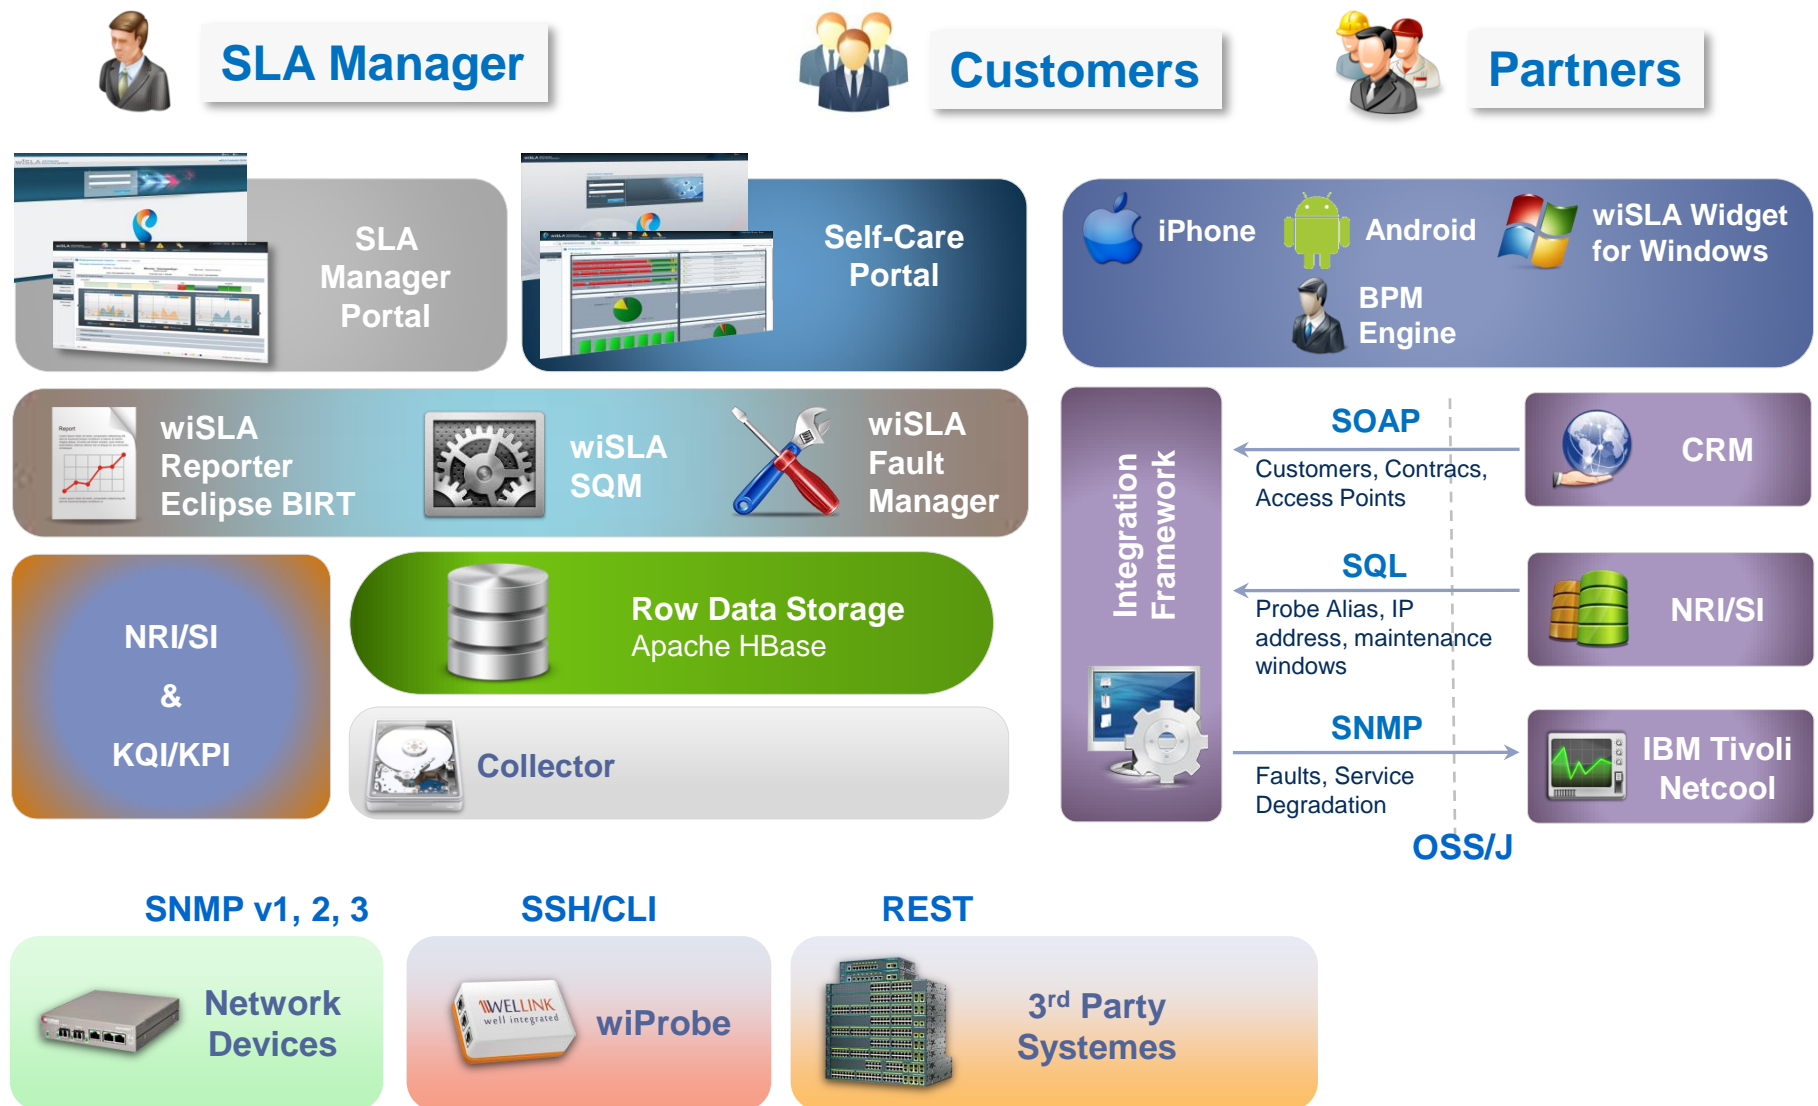 SLA Manager
Customers
Partners
wiSLA
SLA
Manager
Portal
wiSLA
Self-Care
Portal
iPhone
Android
wiSLA Widget
for Windows
BPM
Engine
Report
wiSLA
Reporter
Eclipse BIRT
wiSLA
SQM
wiSLA
Fault
Manager
Integration
Framework
SOAP
Customers, Contracs,
Access Points
CRM
SQL
Probe Alias, IP
address, maintenance
windows
NRI/SI
SNMP
Faults, Service
Degradation
IBM Tivoli
Netcool
OSS/J
NRI/SI
&
KQI/KPI
Row Data Storage
Apache HBase
Collector
SNMP v1, 2, 3
SSH/CLI
REST
Network
Devices
WELLINK
well integrated
wiProbe
3rd Party
Systemes